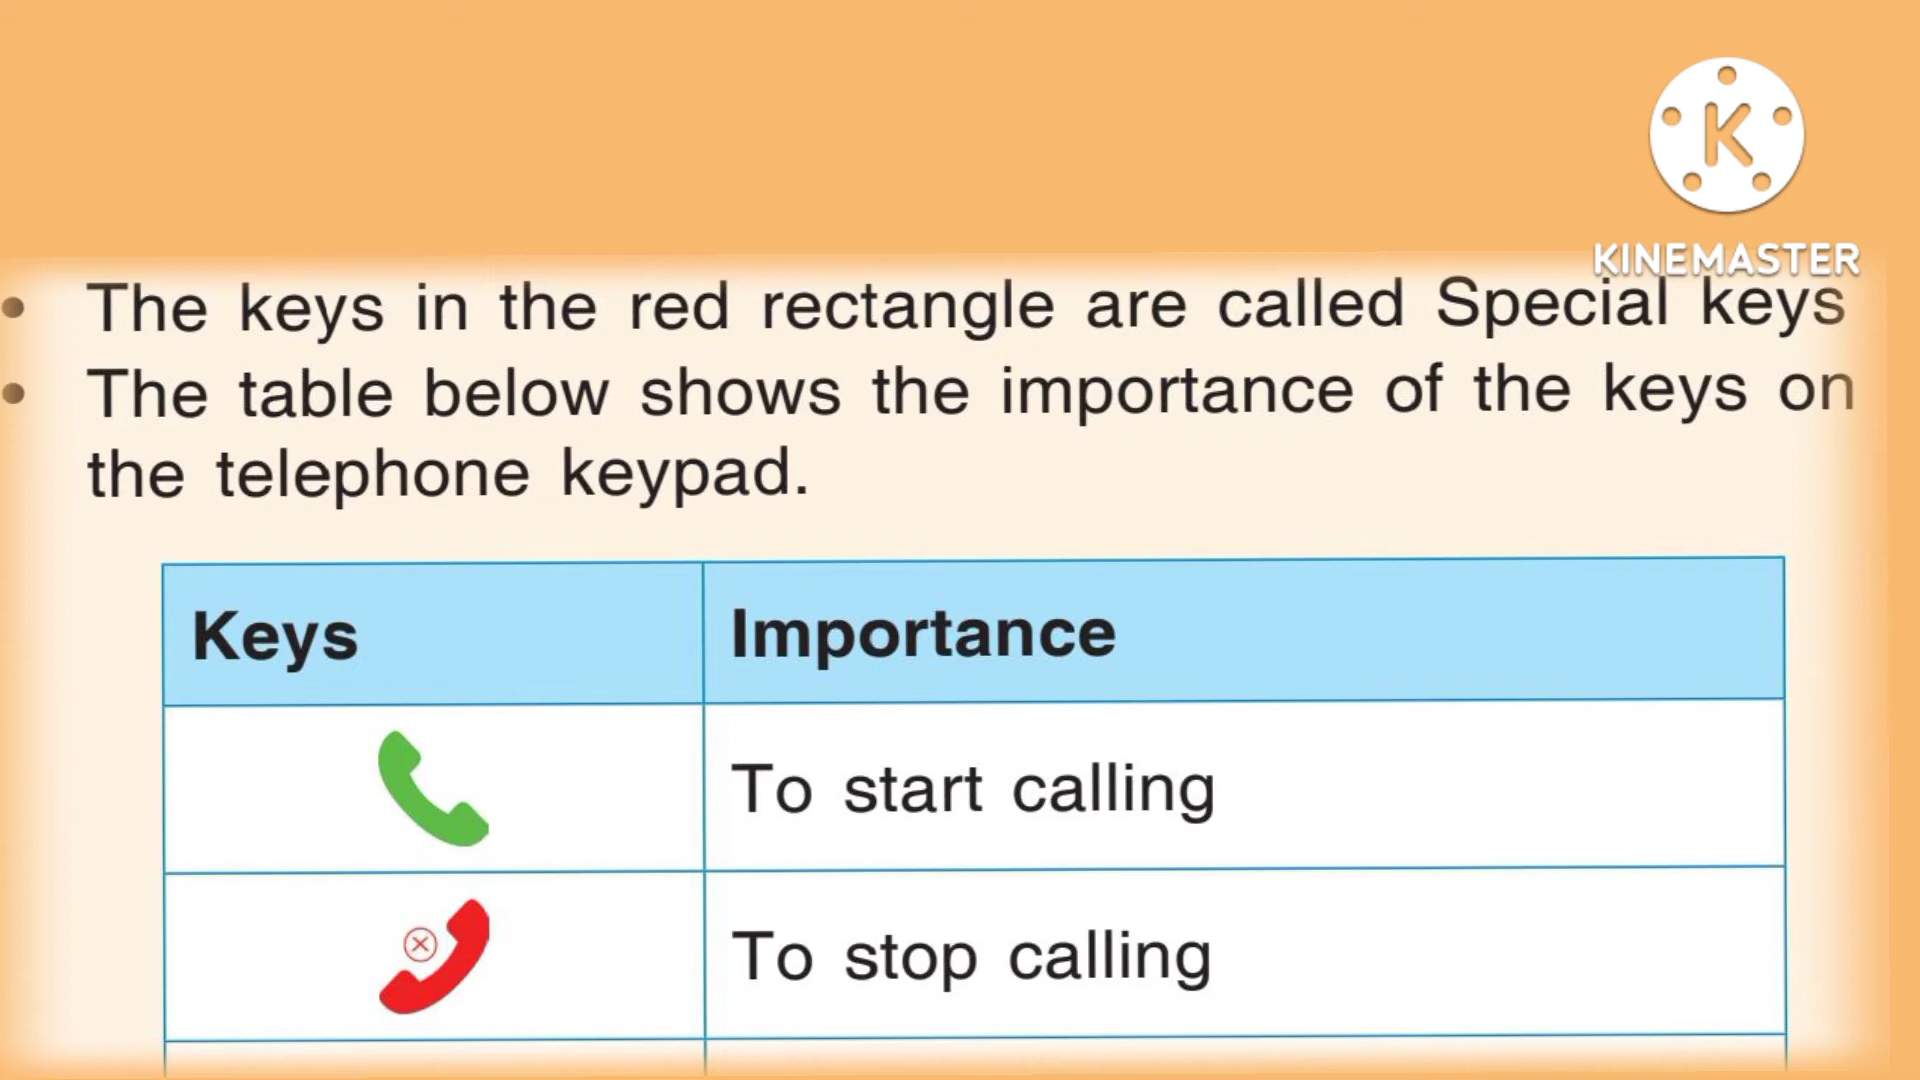 K
KINEMASTER
• The keys in the red rectangle are called Special keys
• The table below shows the importance of the keys on
the telephone keypad.
Keys Importance
To start calling
To stop calling